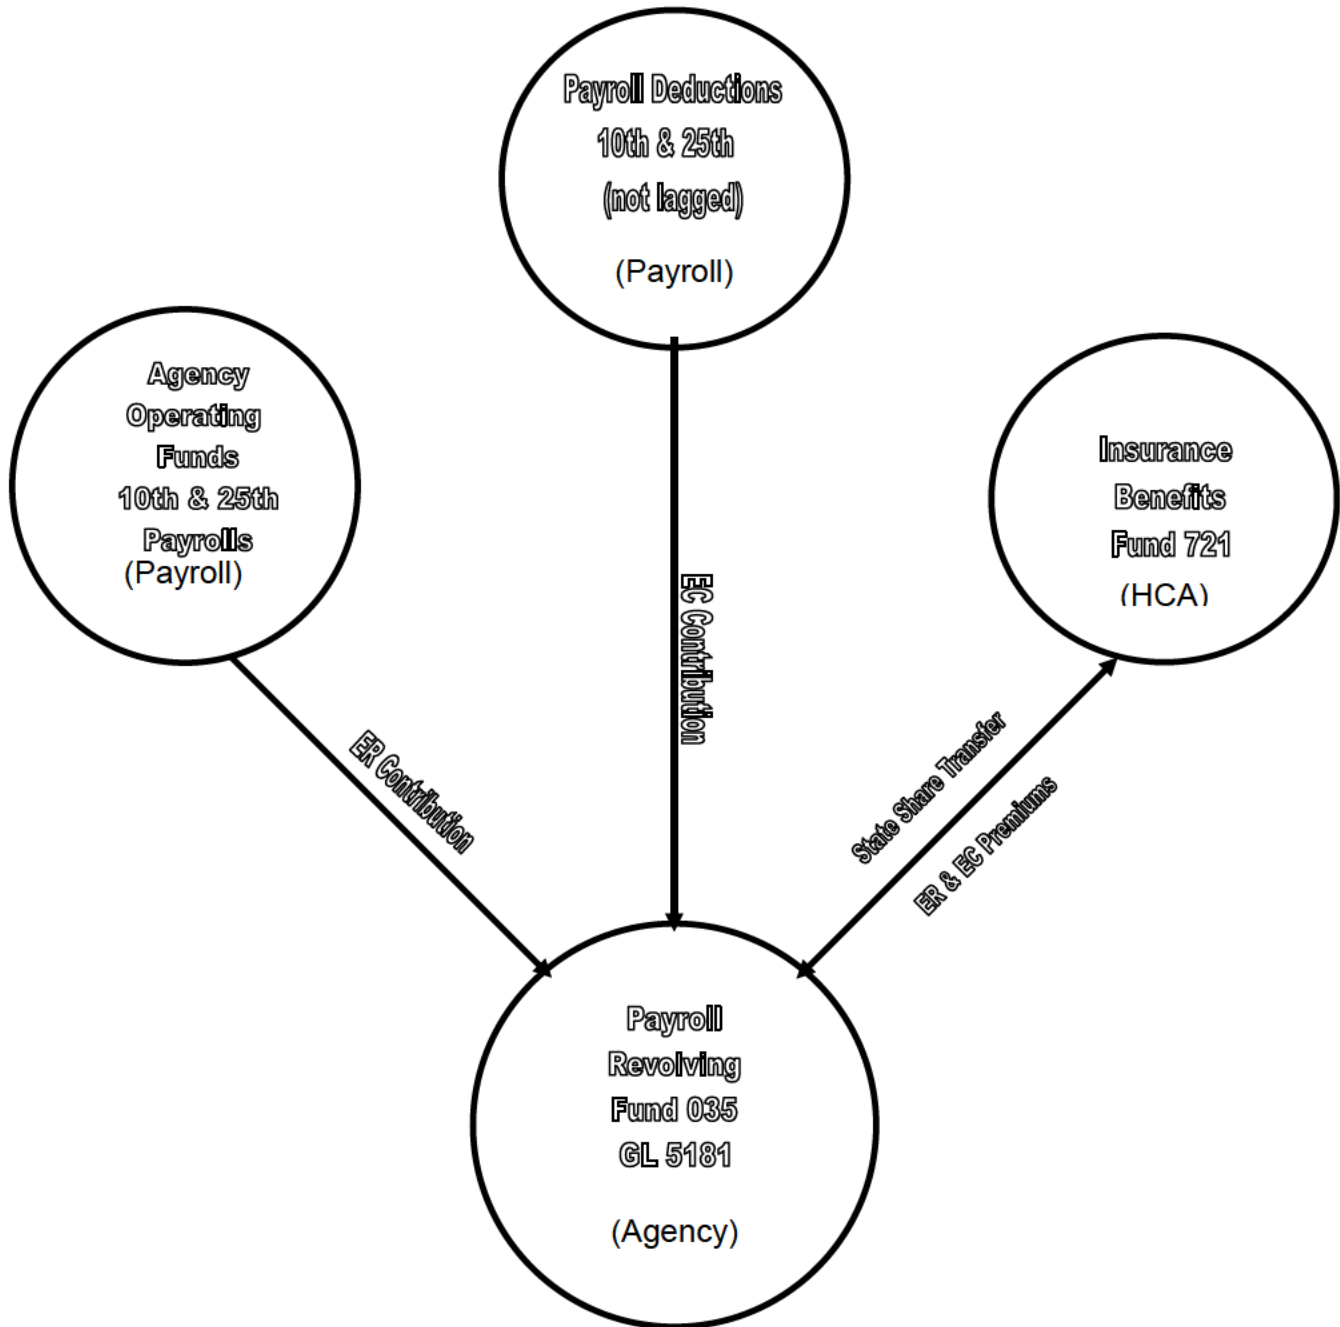 Payroll Deductions
10th & 25th
(not lagged)
(Payroll)
Agency
Operating
Funds
10th & 25th
Payrolls
(Payroll)
Insurance
Benefits
Fund 721
(HCA)
EC Contribution
ER Contribution
State Share Transfer
ER & EC Premiums
Payroll
Revolving
Fund 035
GL 5181
(Agency)